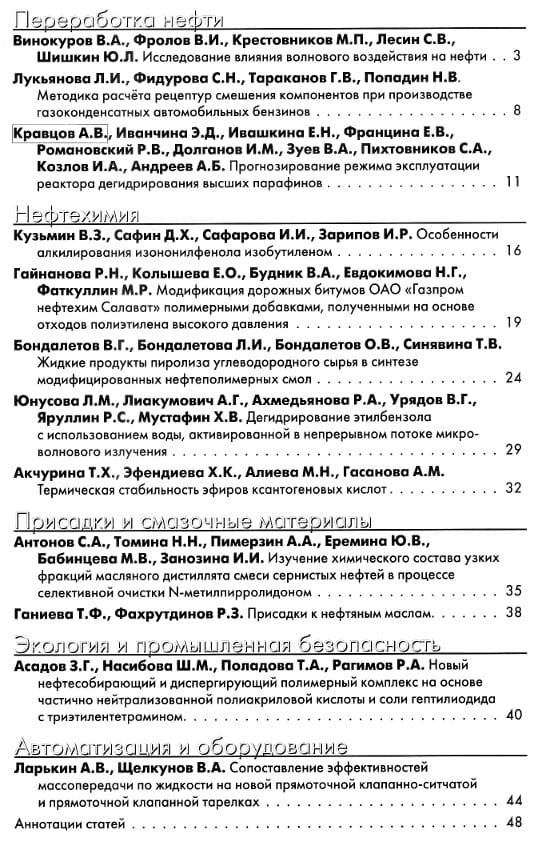 Переработка нефти
Винокуров В.А., Фролов В.И., Крестовников М.П., Лесин С.В.,
Шишкин Ю.Л. Исследование влияния волнового воздействия на нефти . . 3
Лукьянова Л.И., Фидурова С.Н., Тараканов Г.В., Попадин Н.В.
Методика расчёта рецептур смешения компонентов при производстве
газоконденсатных автомобильных бензинов . . . . . . . . . . . . . . . . . 8
Кравцов А.В., Иванчина Э.Д., Ивашкина Е.Н., Францина Е.В.,
Романовский Р.В., Долганов И.М., Зуев В.А., Пихтовников С.А.,
Козлов И.А., Андреев А.Б. Прогнозирование режима эксплуатации
реактора дегидрирования высших парафинов . . . . . . . . . . . . . . . . 11
Нефтехимия
Кузьмин В.З., Сафин Д.Х., Сафарова И.И., Зарипов И.Р. Особенности
алкилирования изононилфенола изобутиленом . . . . . . . . . . . . . . . 16
Гайнанова Р.Н., Колышева Е.О., Будник В.А., Евдокимова Н.Г.,
Фаткуллин М.Р. Модификация дорожных битумов ОАО «Газпром
нефтехим Салават» полимерными добавками, полученными на основе
отходов полиэтилена высокого давления . . . . . . . . . . . . . . . . . . 19
Бондалетов В.Г., Бондалетова Л.И., Бондалетов О.В., Синявина Т.В.
Жидкие продукты пиролиза углеводородного сырья в синтезе
модифицированных нефтеполимерных смол . . . . . . . . . . . . . . . . . 24
Юнусова Л.М., Лиакумович А.Г., Ахмедьянова Р.А., Урядов В.Г.,
Яруллин Р.С., Мустафин Х.В. Дегидрирование этилбензола
с использованием воды, активированной в непрерывном потоке микро-
волнового излучения . . . . . . . . . . . . . . . . . . . . . . . . . . . . 29
Акчурина Т.Х., Эфендиева Х.К., Алиева М.Н., Гасанова А.М.
Термическая стабильность эфиров ксантогеновых кислот . . . . . . . . . . 32
Присадки и смазочные материалы
Антонов С.А., Томина Н.Н., Пимерзин А.А., Еремина Ю.В.,
Бабинцева М.В., Занозина И.И. Изучение химического состава узких
фракций масляного дистиллята смеси сернистых нефтей в процессе
селективной очистки N-метилпирролидоном . . . . . . . . . . . . . . . . . 35
Ганиева Т.Ф., Фахрутдинов Р.З. Присадки к нефтяным маслам. . . . . . . 38
Экология и промышленная безопасность
Асадов З.Г., Насибова Ш.М., Поладова Т.А., Рагимов Р.А. Новый
нефтесобирающий и диспергирующий полимерный комплекс на основе
частично нейтрализованной полиакриловой кислоты и соли гептилиодида
с триэтилентетрамином. . . . . . . . . . . . . . . . . . . . . . . . . . . 40
Автоматизация и оборудование
Ларькин А.В., Щелкунов В.А. Сопоставление эффективностей
массопередачи по жидкости на новой прямоточной клапанно-ситчатой
и прямоточной клапанной тарелках . . . . . . . . . . . . . . . . . . . . . 44
Аннотации статей . . . . . . . . . . . . . . . . . . . . . . . . . . . . . . 48